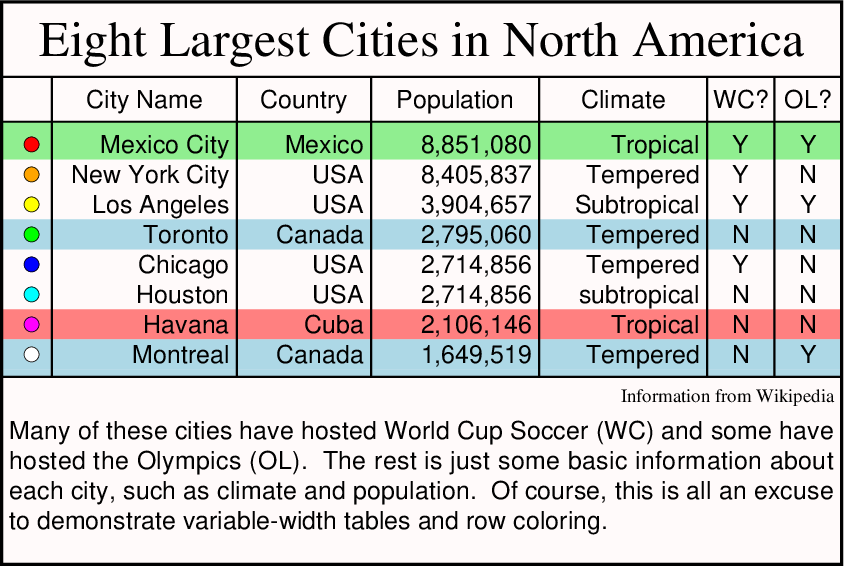 Eight Largest Cities in North America
City Name Country Population Climate WC? OL?
Mexico City Mexico 8,851,080 Tropical Y Y
New York City USA 8,405,837 Tempered Y N
Los Angeles USA 3,904,657 Subtropical Y Y
Toronto Canada 2,795,060 Tempered N N
Chicago USA 2,714,856 Tempered Y N
Houston USA 2,714,856 subtropical N N
Havana Cuba 2,106,146 Tropical N N
Montreal Canada 1,649,519 Tempered N Y
Information from Wikipedia
Many of these cities have hosted World Cup Soccer (WC) and some have
hosted the Olympics (OL). The rest is just some basic information about
each city, such as climate and population. Of course, this is all an excuse
to demonstrate variable-width tables and row coloring.